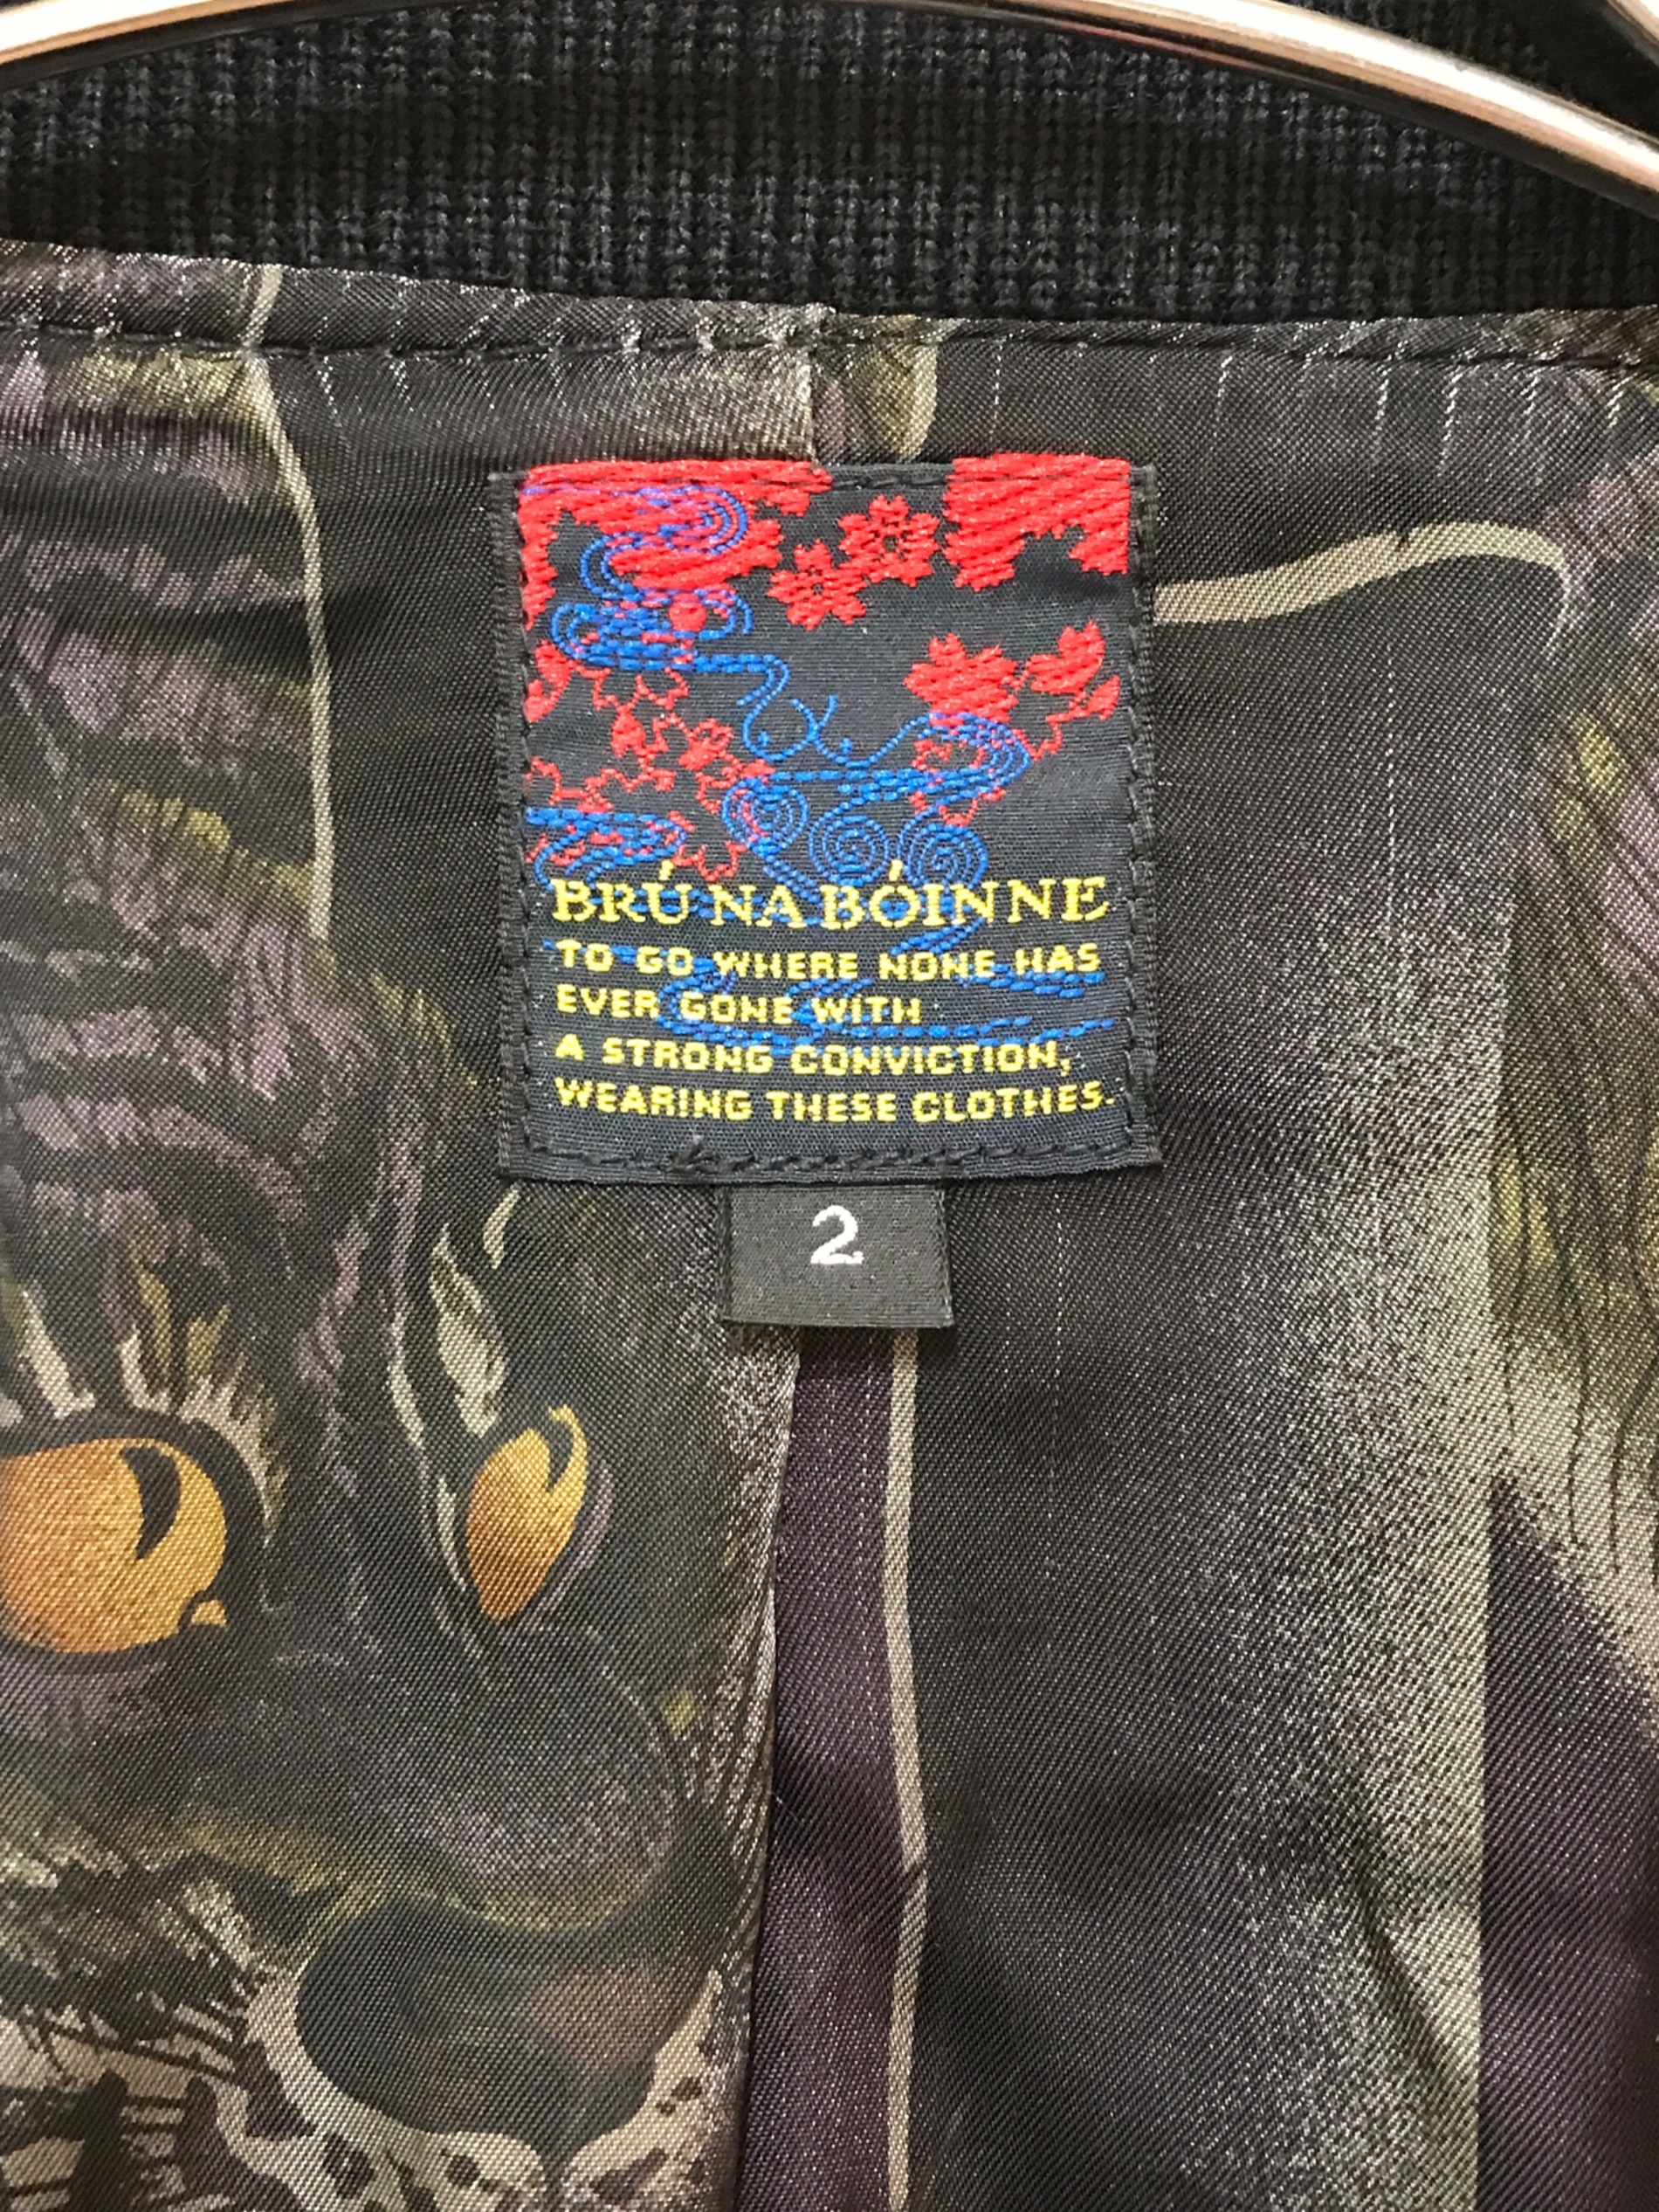 BRÚ NA BÓINNE
TO GO WHERE NONE HAS
EVER GONE WITH
A STRONG CONVICTION,
WEARING THESE CLOTHES.
2